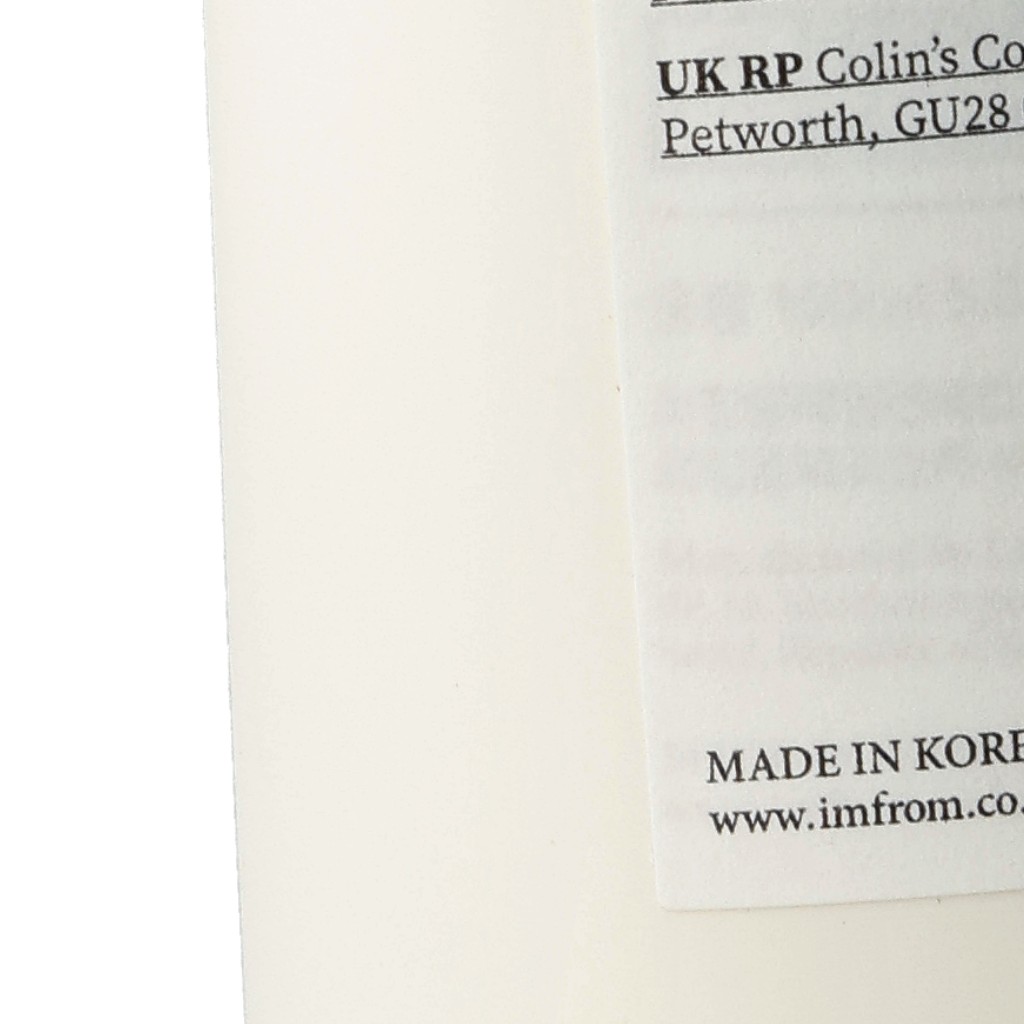 UK RP Colin's Co
Petworth, GU28
MADE IN KORE
www.imfrom.co.